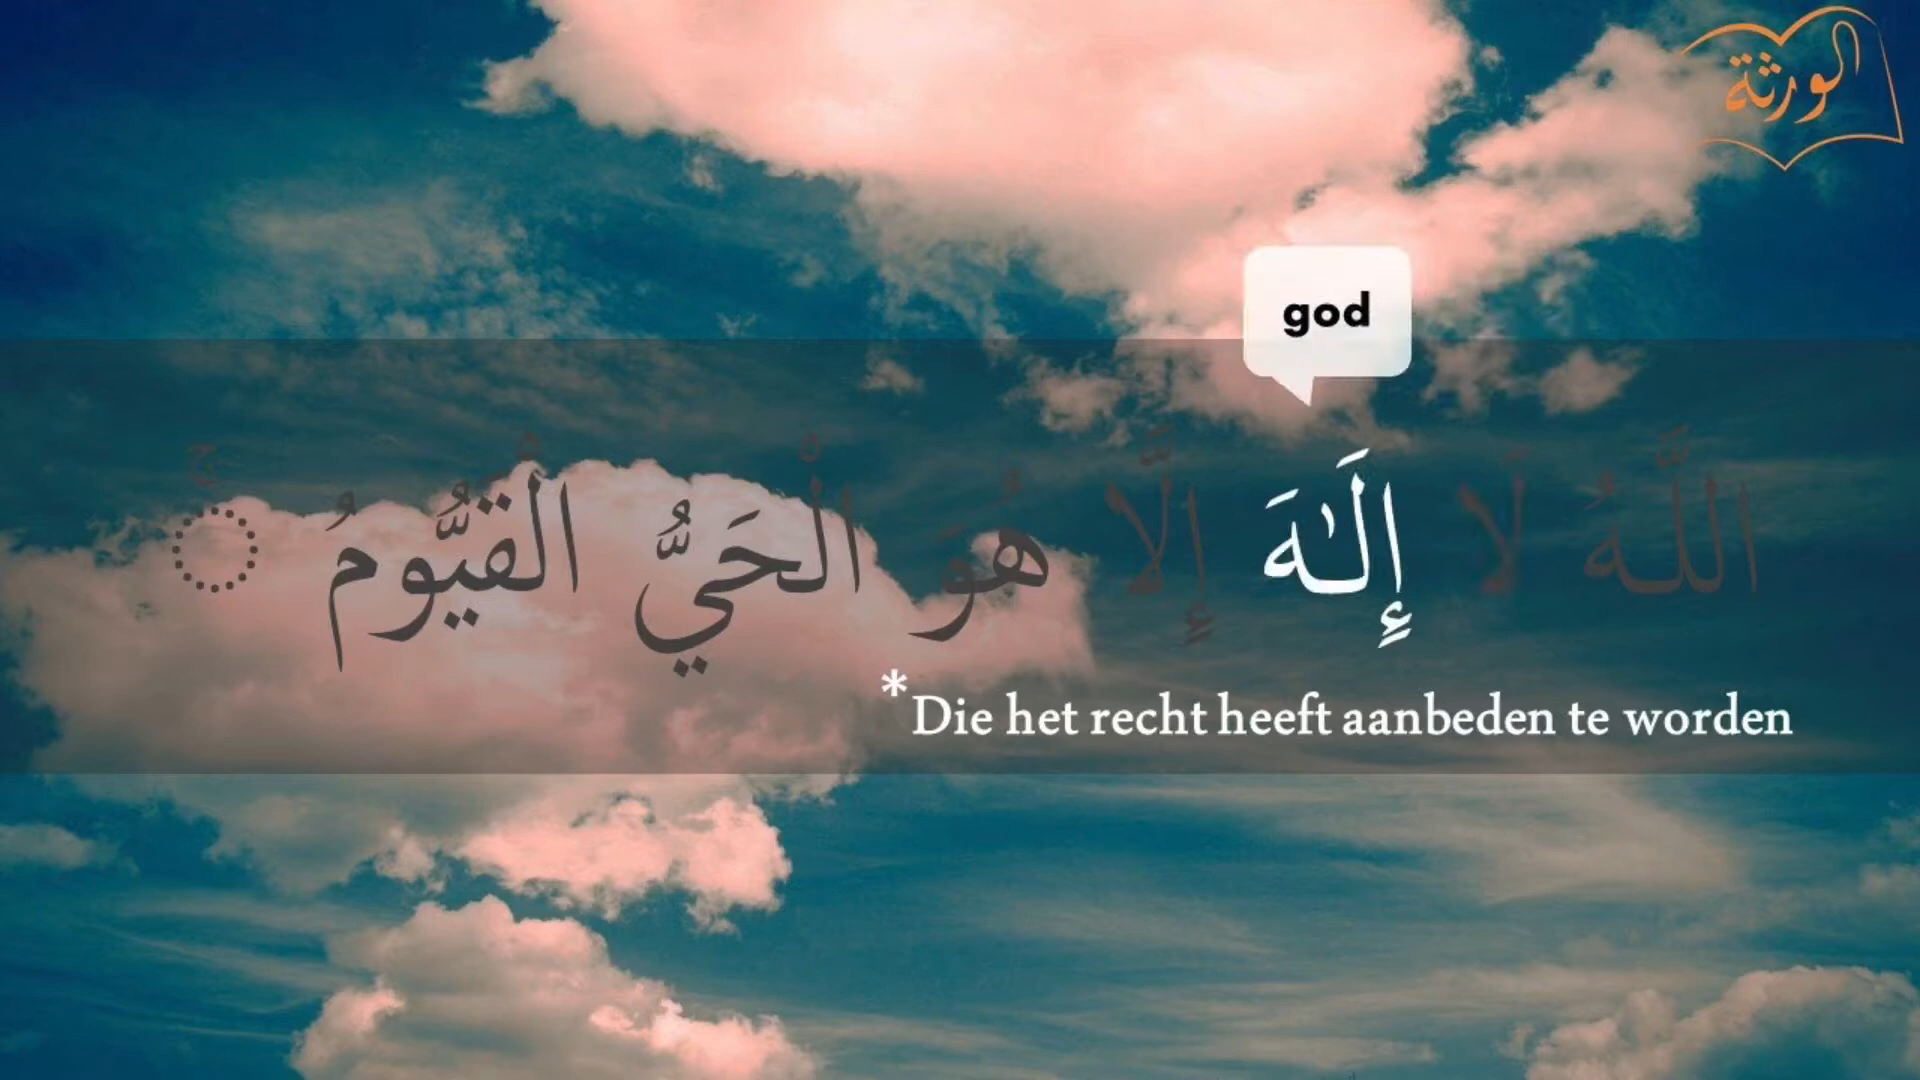 الورثة
god
اللَّهُ لَا إِلَٰهَ إِلَّا هُوَ الْحَيُّ الْقَيُّومُ ۚ
*Die het recht heeft aanbeden te worden